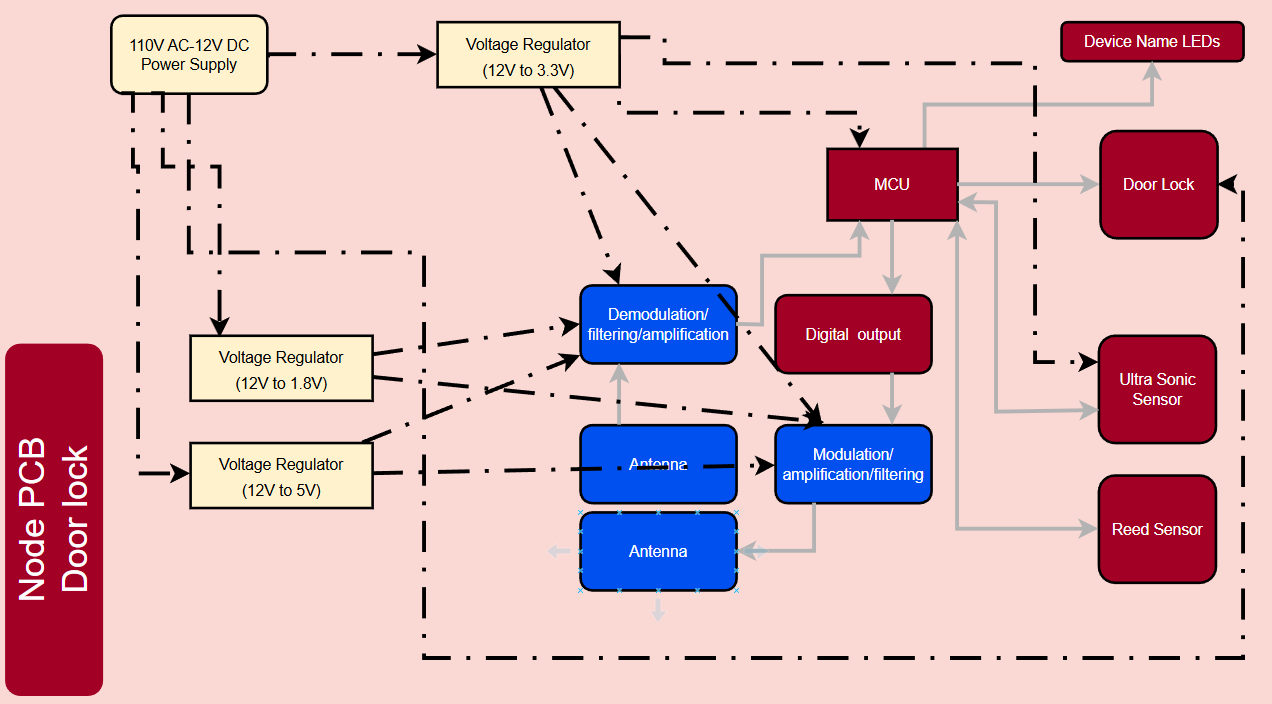 110V AC-12V DC
Power Supply
Voltage Regulator
(12V to 3.3V)
Device Name LEDs
MCU
Door Lock
Demodulation/
filtering/amplification
Digital output
Voltage Regulator
(12V to 1.8V)
Ultra Sonic
Sensor
Voltage Regulator
(12V to 5V)
Antenna
Modulation/
amplification/filtering
Antenna
Reed Sensor
Node PCB
Door lock